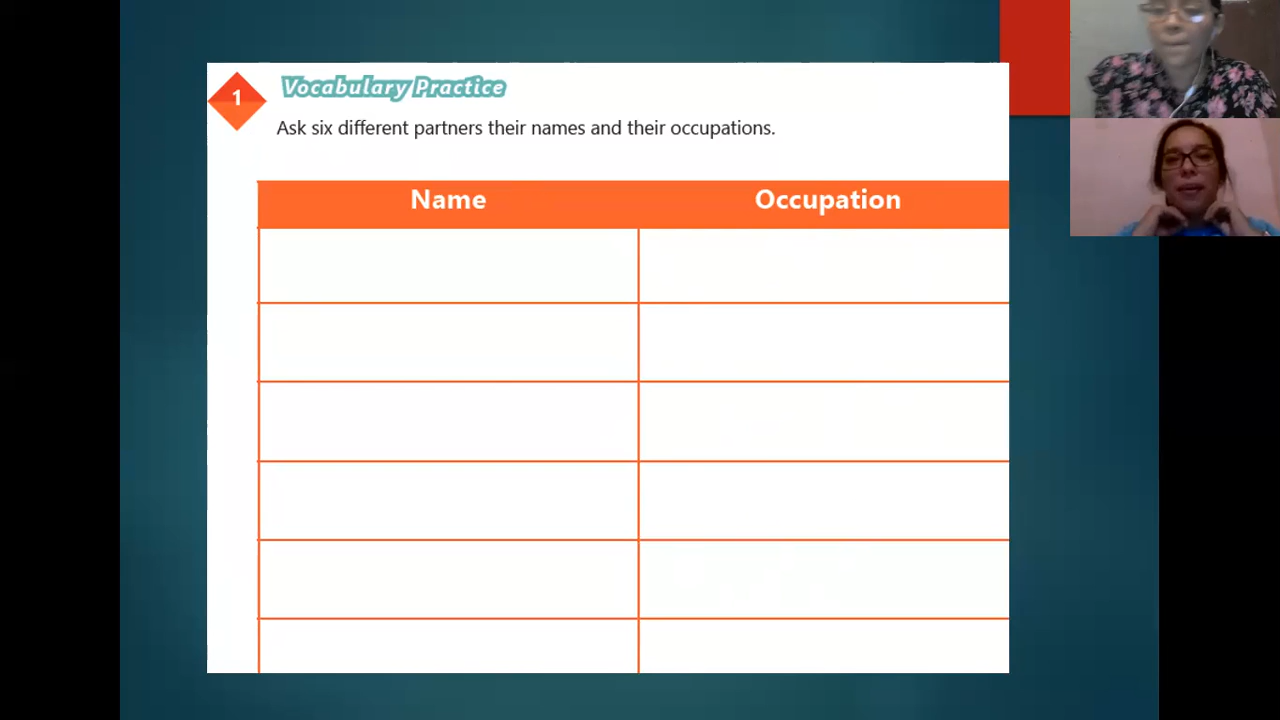 1
Vocabulary Practice
Ask six different partners their names and their occupations.
Name Occupation